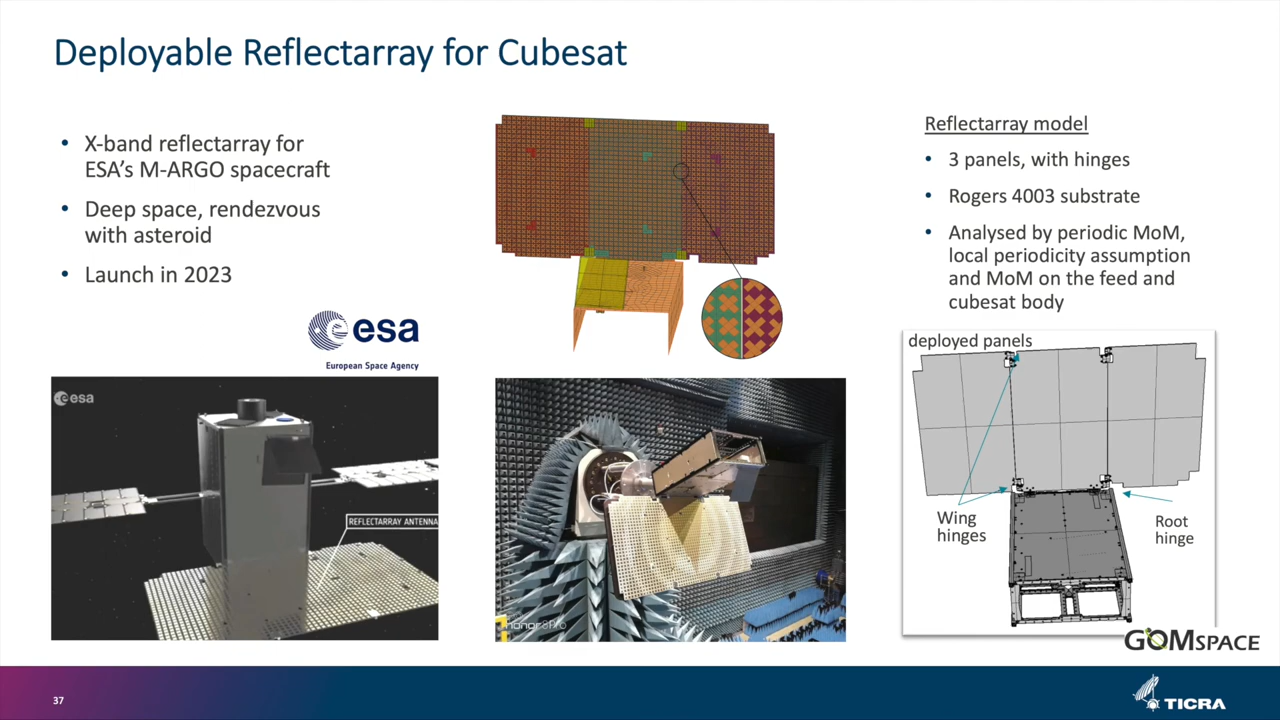 Deployable Reflectarray for Cubesat
• X-band reflectarray for
ESA's M-ARGO spacecraft
• Deep space, rendezvous
with asteroid
• Launch in 2023
esa
European Space Agency
esa
REFLECTARRAY ANTENNA
Reflectarray model
• 3 panels, with hinges
• Rogers 4003 substrate
• Analysed by periodic MoM,
local periodicity assumption
and MoM on the feed and
cubesat body
deployed panels
Wing
hinges
Root
hinge
GOMSPACE
37
TICRA